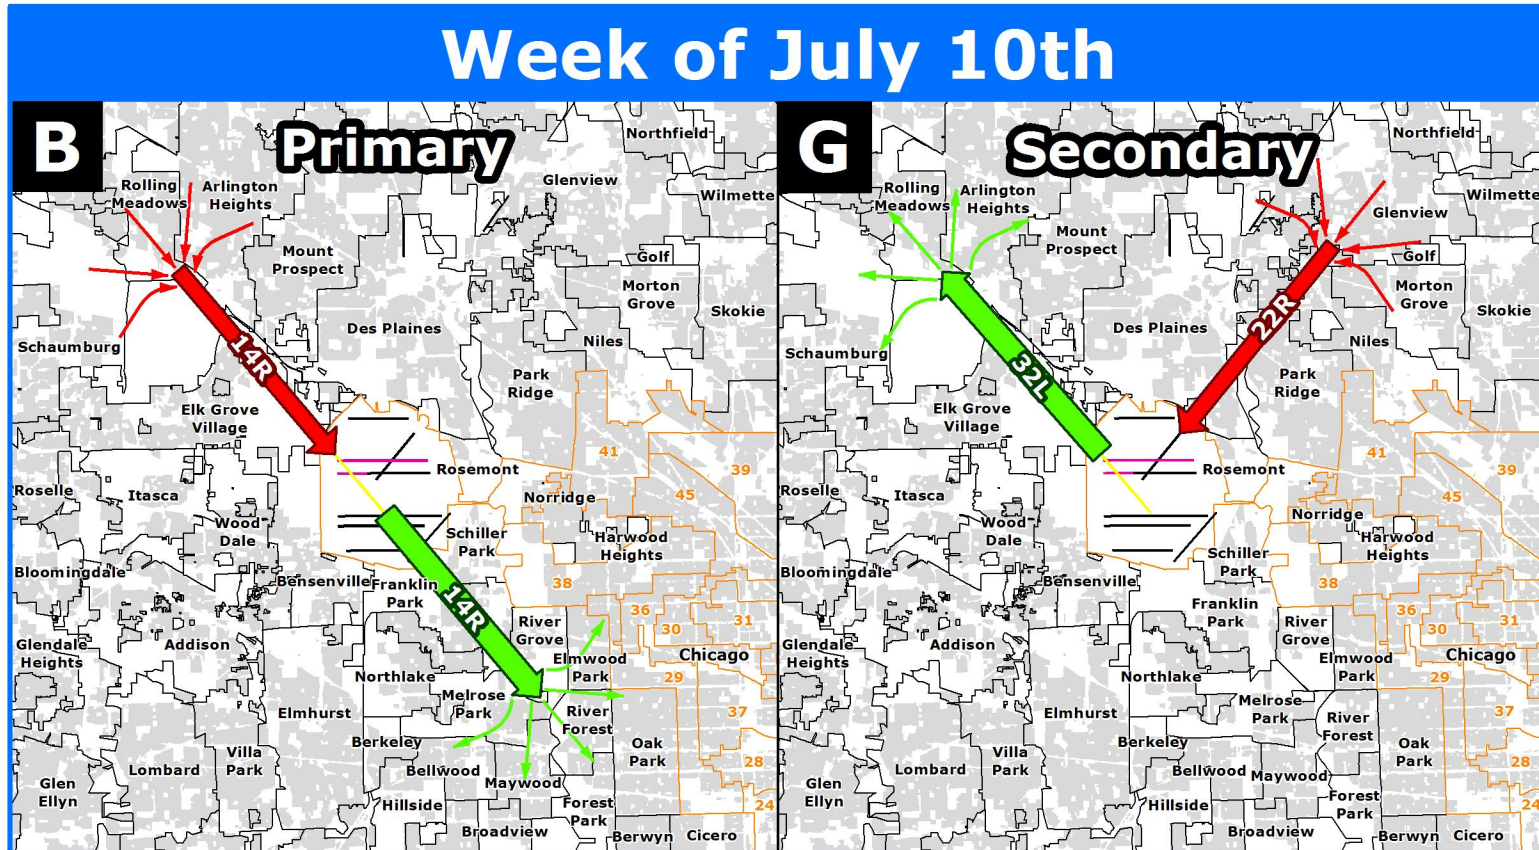 Week of July 10th
B
Primary
Northfield
Rolling
Meadows
Arlington
Heights
Glenview
Wilmette
Mount
Prospect
Golf
Morton
Grove
Skokie
Schaumburg
14R
Des Plaines
Niles
Park
Ridge
Elk Grove
Village
41
39
Rosemont
45
Roselle
Itasca
Norridge
Wood
Dale
Schiller
Park
Harwood
Heights
Bloomingdale
Bensenville
Franklin
Park
38
14R
36
31
30
River
Grove
Glendale
Heights
Addison
Elmwood
Park
Chicago
29
Northlake
Melrose
Park
Elmhurst
River
Forest
37
Berkeley
Oak
Park
Villa
Park
Lombard
Bellwood
Maywood
28
Glen
Ellyn
Hillside
Forest
Park
24
Broadview
Berwyn
Cicero
G
Secondary
Northfield
Rolling
Meadows
Arlington
Heights
Wilmette
Glenview
Mount
Prospect
Golf
Morton
Grove
Skokie
22R
Des Plaines
Niles
Schaumburg
32L
Park
Ridge
Elk Grove
Village
41
39
Rosemont
45
Roselle
Itasca
Norridge
Wood
Dale
Harwood
Heights
Schiller
Park
Bloomingdale
Bensenville
38
Franklin
Park
36
31
30
River
Grove
Glendale
Heights
Addison
Elmwood
Park
Chicago
29
Northlake
Melrose
Park
Elmhurst
River
Forest
37
Berkeley
Oak
Park
Villa
Park
Lombard
Bellwood
Maywood
28
Glen
Ellyn
Hillside
Forest
Park
24
Broadview
Berwyn
Cicero